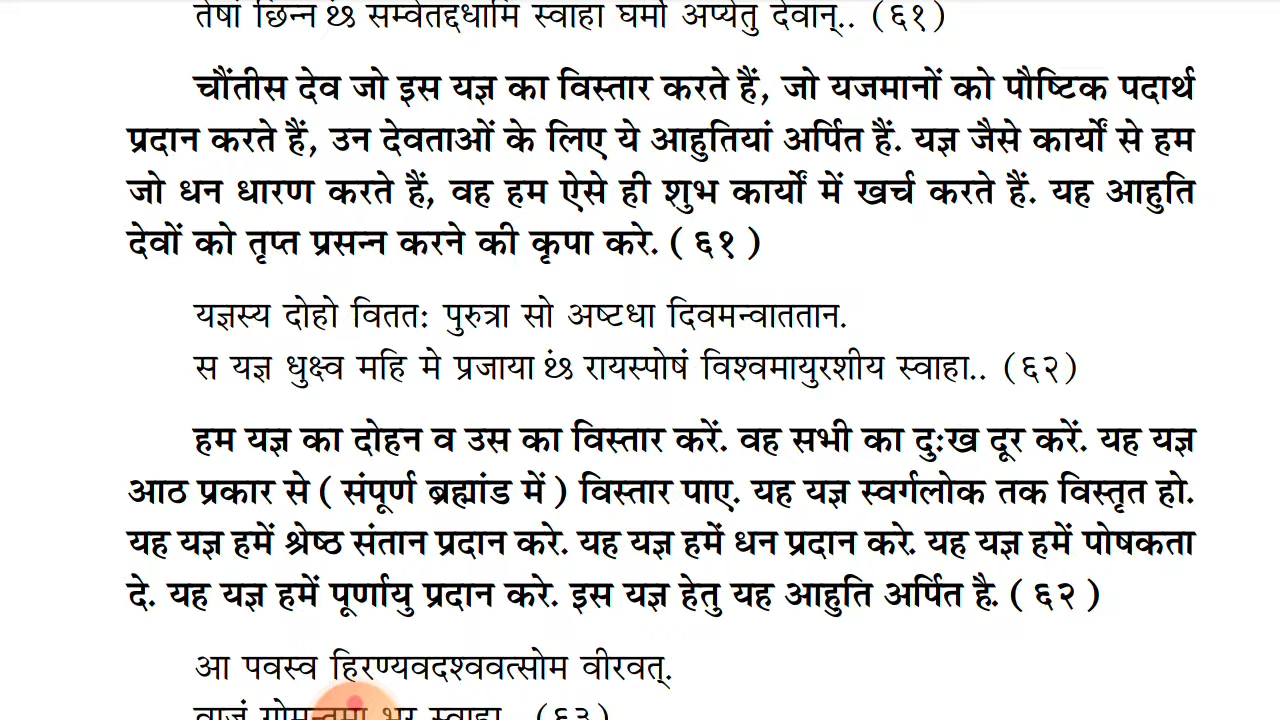 तेषां छिन्न ꣳ सम्वेतद्दधामि स्वाहा घर्मो अप्येतु देवान्.. (६१)
चौंतीस देव जो इस यज्ञ का विस्तार करते हैं, जो यजमानों को पौष्टिक पदार्थ
प्रदान करते हैं, उन देवताओं के लिए ये आहुतियां अर्पित हैं. यज्ञ जैसे कार्यों से हम
जो धन धारण करते हैं, वह हम ऐसे ही शुभ कार्यों में खर्च करते हैं. यह आहुति
देवों को तृप्त प्रसन्न करने की कृपा करे. ( ६१ )
यज्ञस्य दोहो विततः पुरुत्रा सो अष्टधा दिवमन्वाततान.
स यज्ञ धुक्ष्व महि मे प्रजाया ꣳ रायस्पोषं विश्वमायुरशीय स्वाहा.. (६२)
हम यज्ञ का दोहन व उस का विस्तार करें. वह सभी का दुःख दूर करें. यह यज्ञ
आठ प्रकार से ( संपूर्ण ब्रह्मांड में ) विस्तार पाए. यह यज्ञ स्वर्गलोक तक विस्तृत हो.
यह यज्ञ हमें श्रेष्ठ संतान प्रदान करे. यह यज्ञ हमें धन प्रदान करे. यह यज्ञ हमें पोषकता
दे. यह यज्ञ हमें पूर्णायु प्रदान करे. इस यज्ञ हेतु यह आहुति अर्पित है. ( ६२ )
आ पवस्व हिरण्यवदश्ववत्सोम वीरवत्.
वाजं गोमन्तमा भर स्वाहा.. (६३)